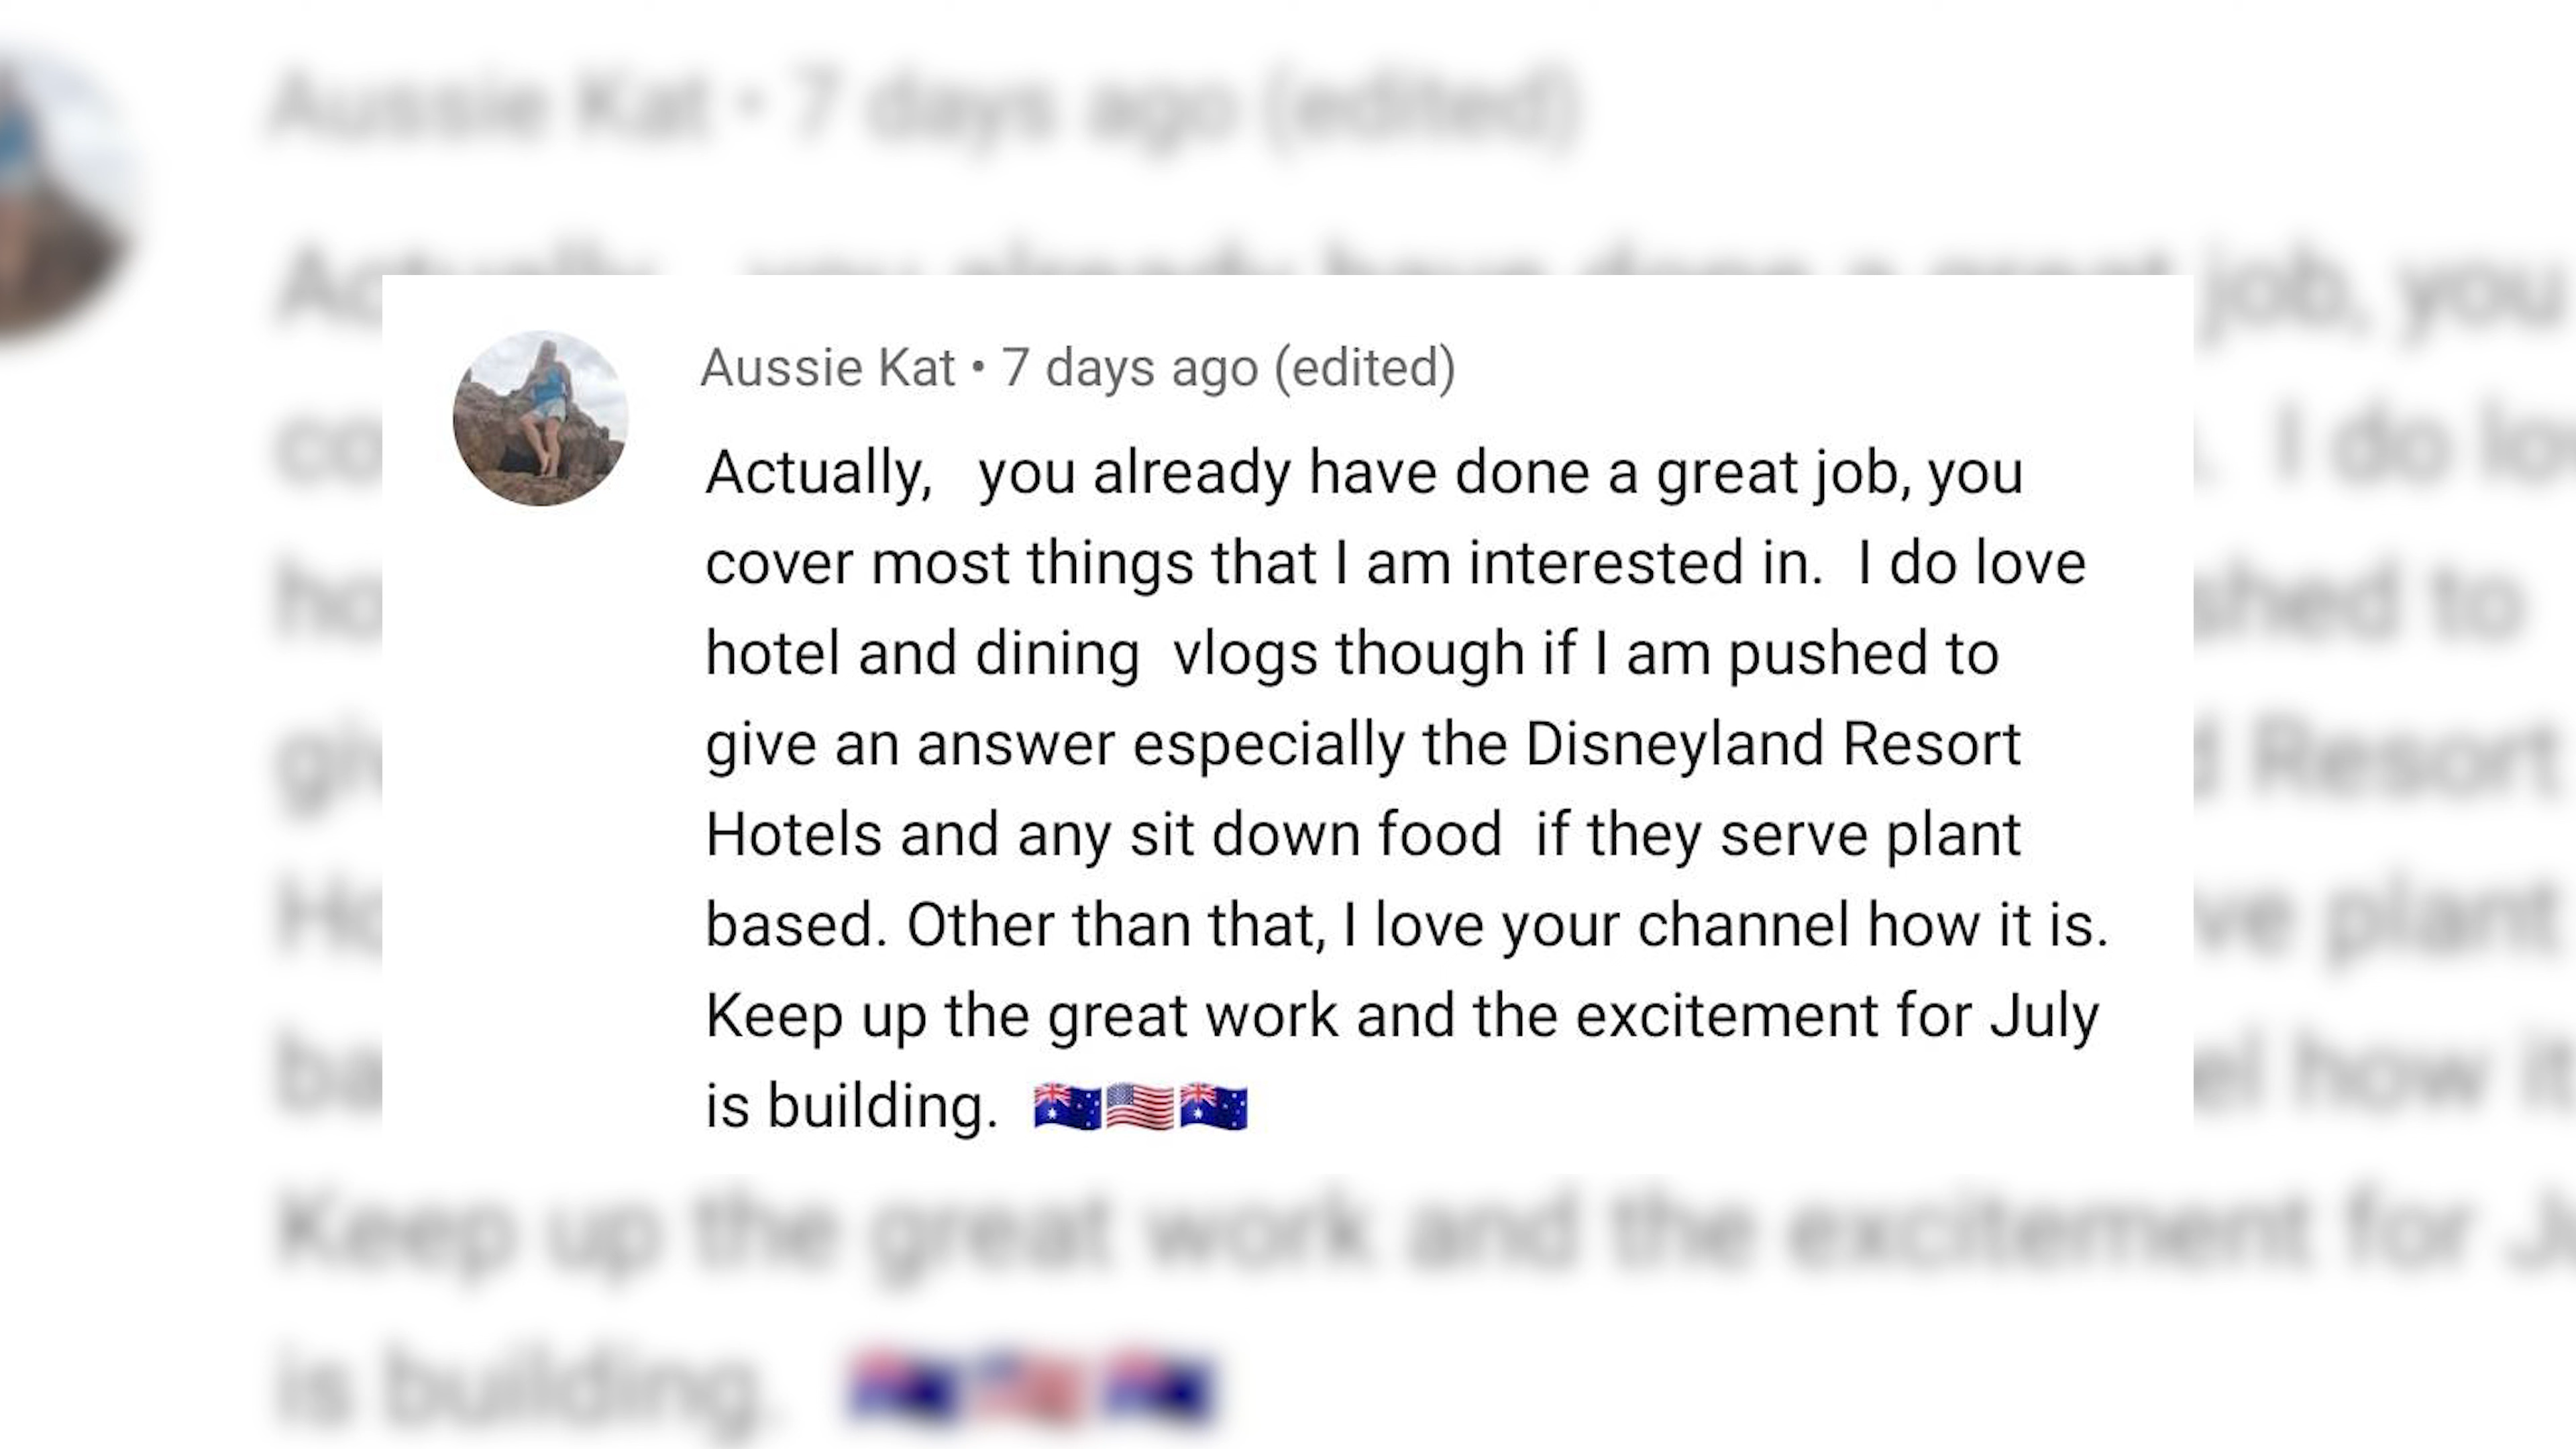 Aussie Kat • 7 days ago (edited)
Actually,   you already have done a great job, you
cover most things that I am interested in.  I do love
hotel and dining  vlogs though if I am pushed to
give an answer especially the Disneyland Resort
Hotels and any sit down food  if they serve plant
based. Other than that, I love your channel how it is.
Keep up the great work and the excitement for July
is building.  🇦🇺🇺🇸🇦🇺